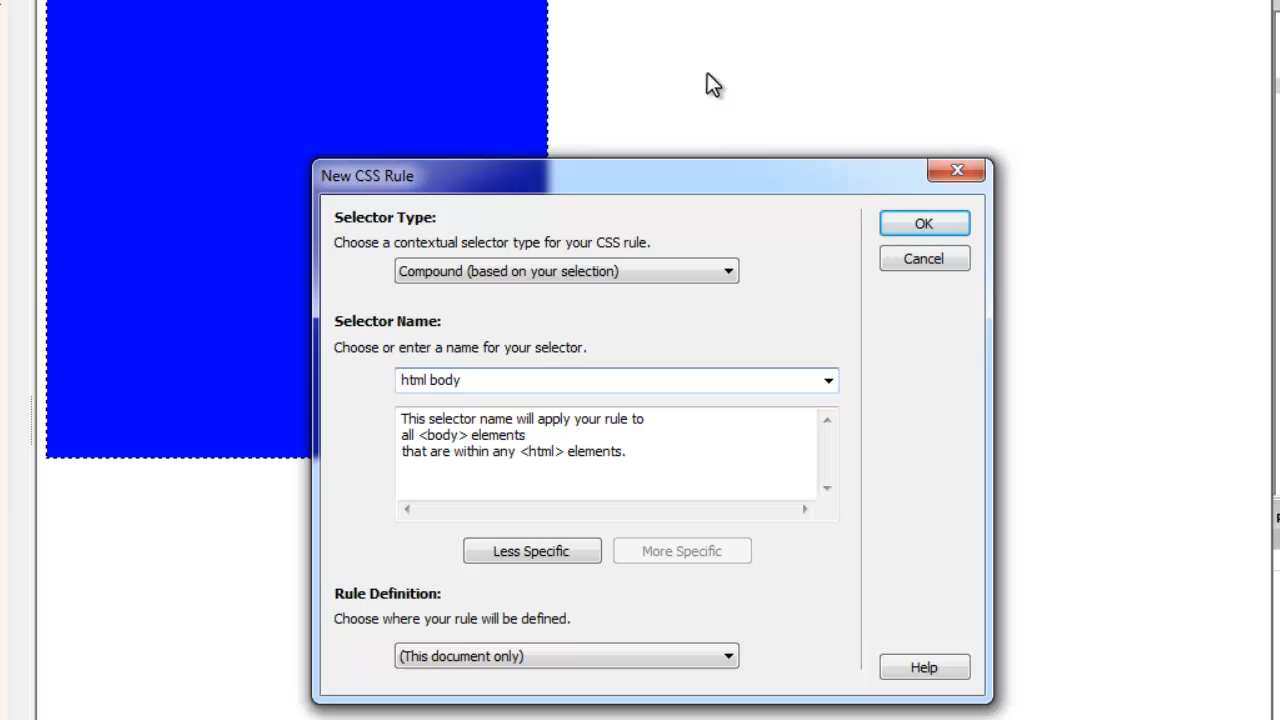 New CSS Rule
Selector Type:
Choose a contextual selector type for your CSS rule.
Compound (based on your selection)
Selector Name:
Choose or enter a name for your selector.
html body
This selector name will apply your rule to
all <body> elements
that are within any <html> elements.
Less Specific
More Specific
Rule Definition:
Choose where your rule will be defined.
(This document only)
OK
Cancel
Help